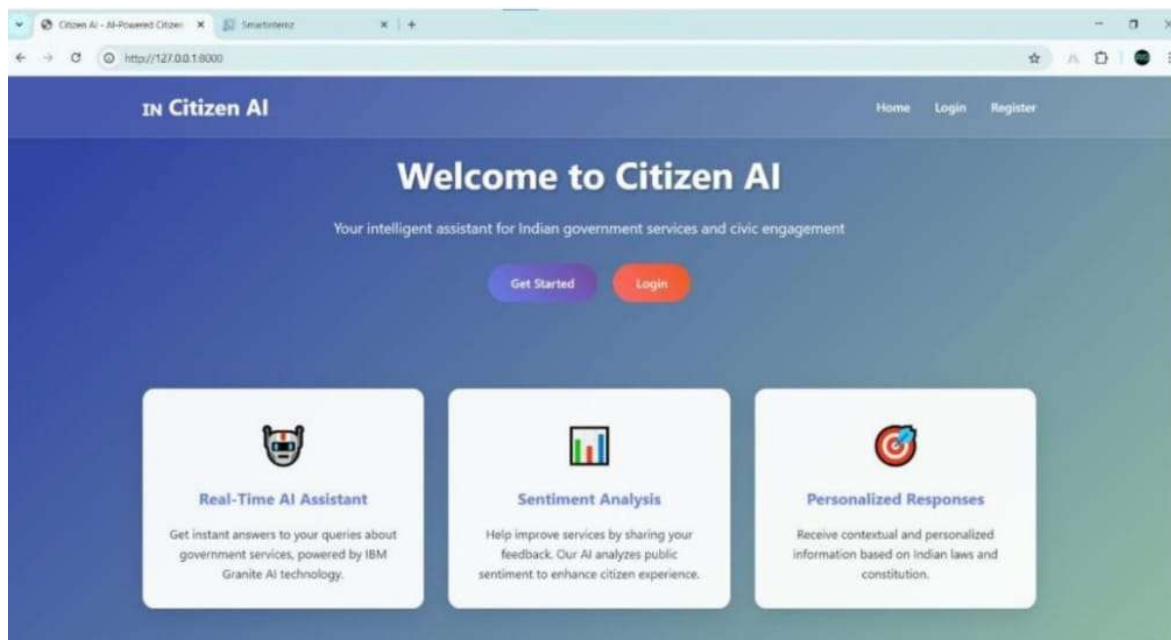 Citizen AI - AI-Powered Citizen
Smartinternz
http://127.0.0.1:8000
IN Citizen AI
Home Login Register
Welcome to Citizen AI
Your intelligent assistant for Indian government services and civic engagement
Get Started Login
Real-Time AI Assistant
Get instant answers to your queries about
government services, powered by IBM
Granite AI technology.
Sentiment Analysis
Help improve services by sharing your
feedback. Our AI analyzes public
sentiment to enhance citizen experience.
Personalized Responses
Receive contextual and personalized
information based on Indian laws and
constitution.